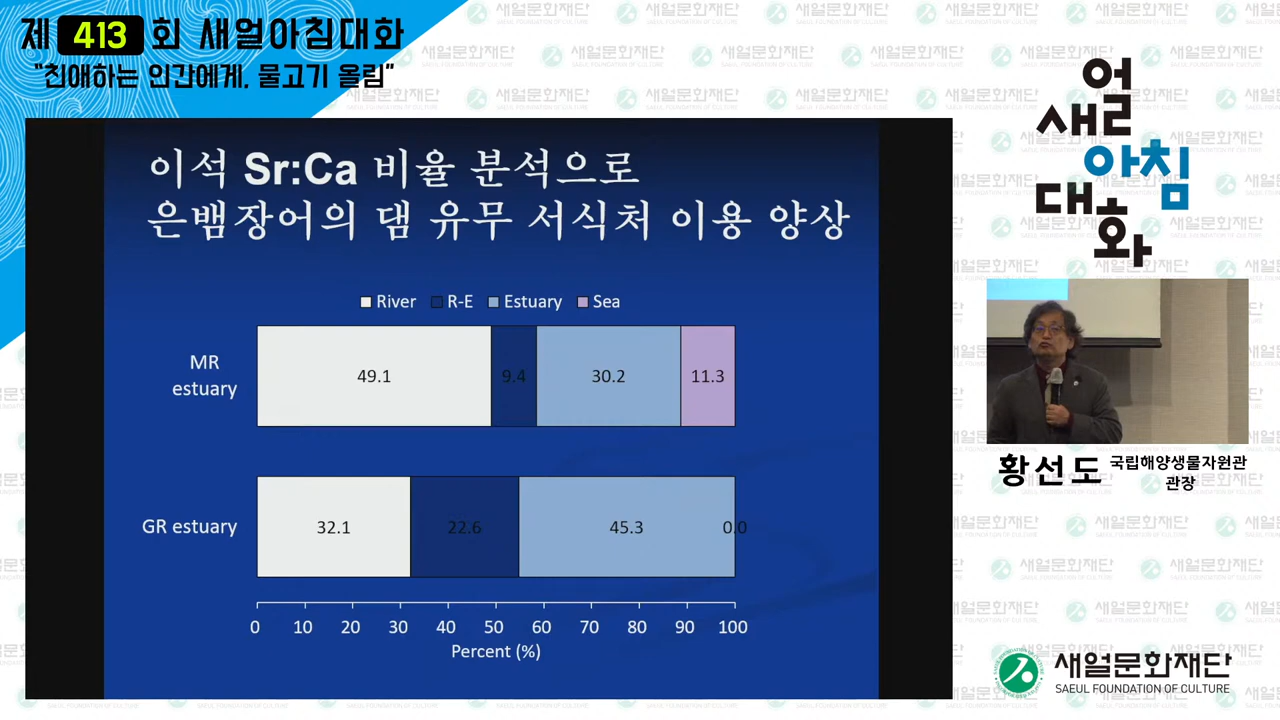 제 413 회 새얼아침대화
"친애하는 인간에게, 물고기 올림"
이석 Sr:Ca 비율 분석으로
은뱀장어의 댐 유무 서식처 이용 양상
River R-E Estuary Sea
MR estuary
49.1 9.4 30.2 11.3
GR estuary
32.1 22.6 45.3 0.0
0 10 20 30 40 50 60 70 80 90 100
Percent (%)
새얼
아침
대화
황선도 국립해양생물자원관
관장
새얼문화재단
SAEUL FOUNDATION OF CULTURE